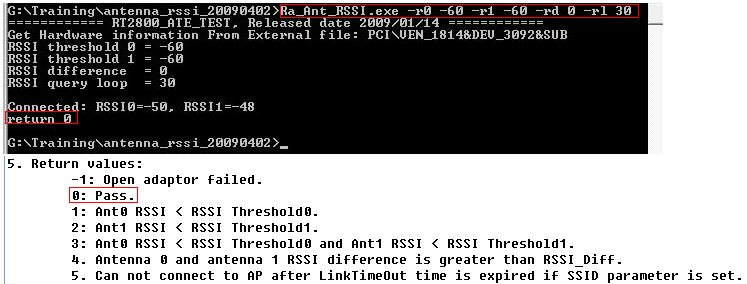 G:\Training\antenna_rssi_20090402>Ra_Ant_RSSI.exe -r0 -60 -r1 -60 -rd 0 -rl 30
============ RT2800_ATE_TEST, Released date 2009/01/14 ============
Get Hardware information From External file: PCI\VEN_1814&DEV_3092&SUB
RSSI threshold 0 = -60
RSSI threshold 1 = -60
RSSI difference = 0
RSSI query loop = 30
Connected: RSSI0=-50, RSSI1=-48
return 0
G:\Training\antenna_rssi_20090402>_
5. Return values:
-1: Open adaptor failed.
0: Pass.
1: Ant0 RSSI < RSSI Threshold0.
2: Ant1 RSSI < RSSI Threshold1.
3: Ant0 RSSI < RSSI Threshold0 and Ant1 RSSI < RSSI Threshold1.
4. Antenna 0 and antenna 1 RSSI difference is greater than RSSI_Diff.
5. Can not connect to AP after LinkTimeOut time is expired if SSID parameter is set.